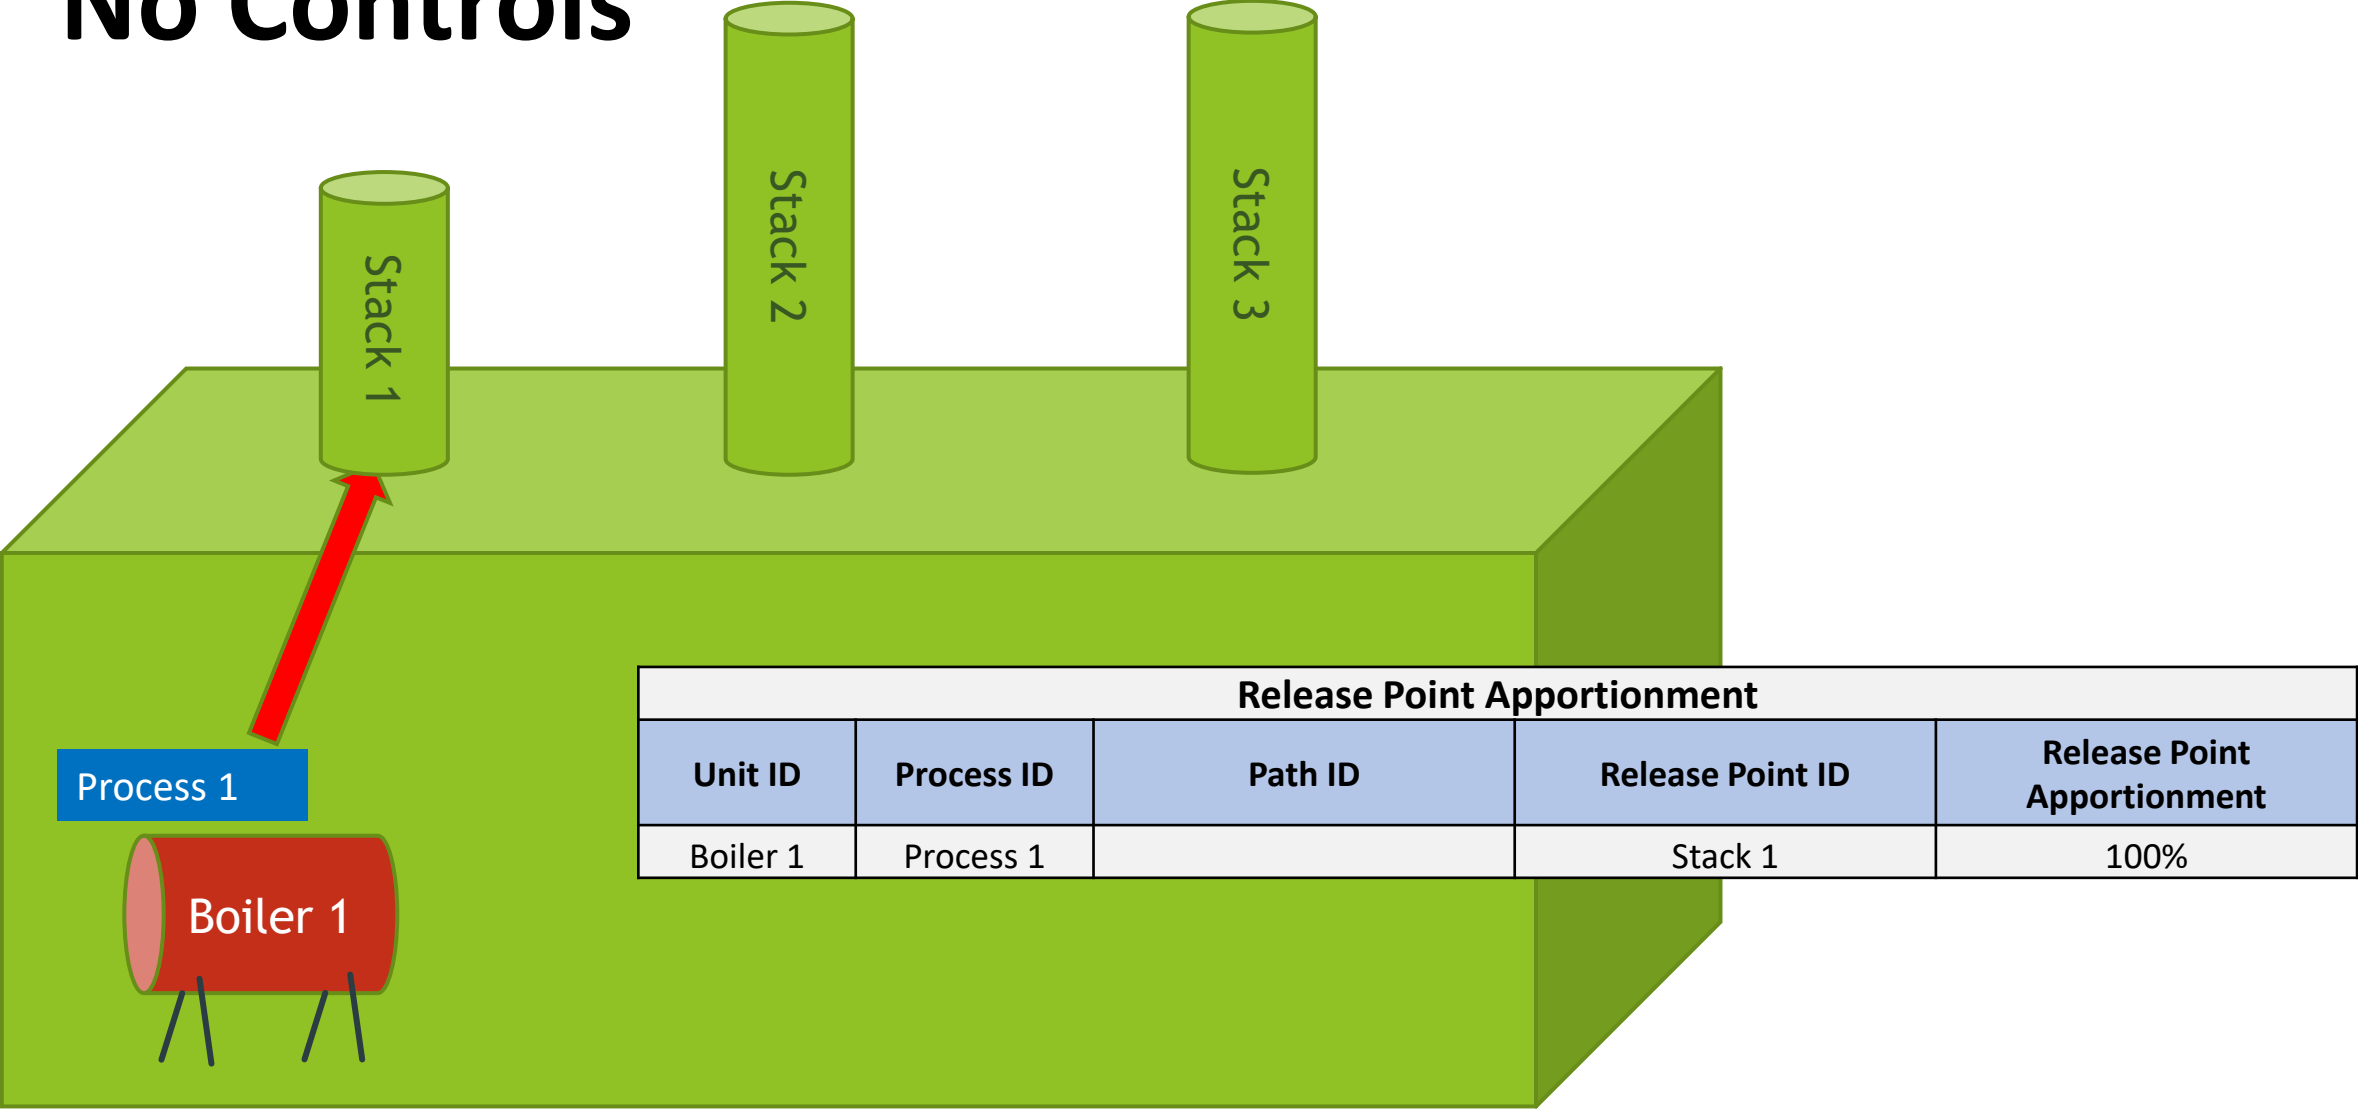 No Controls
Stack 1
Stack 2
Stack 3
Process 1
Boiler 1
Release Point Apportionment
Unit ID Process ID Path ID Release Point ID Release Point Apportionment
Boiler 1 Process 1 Stack 1 100%